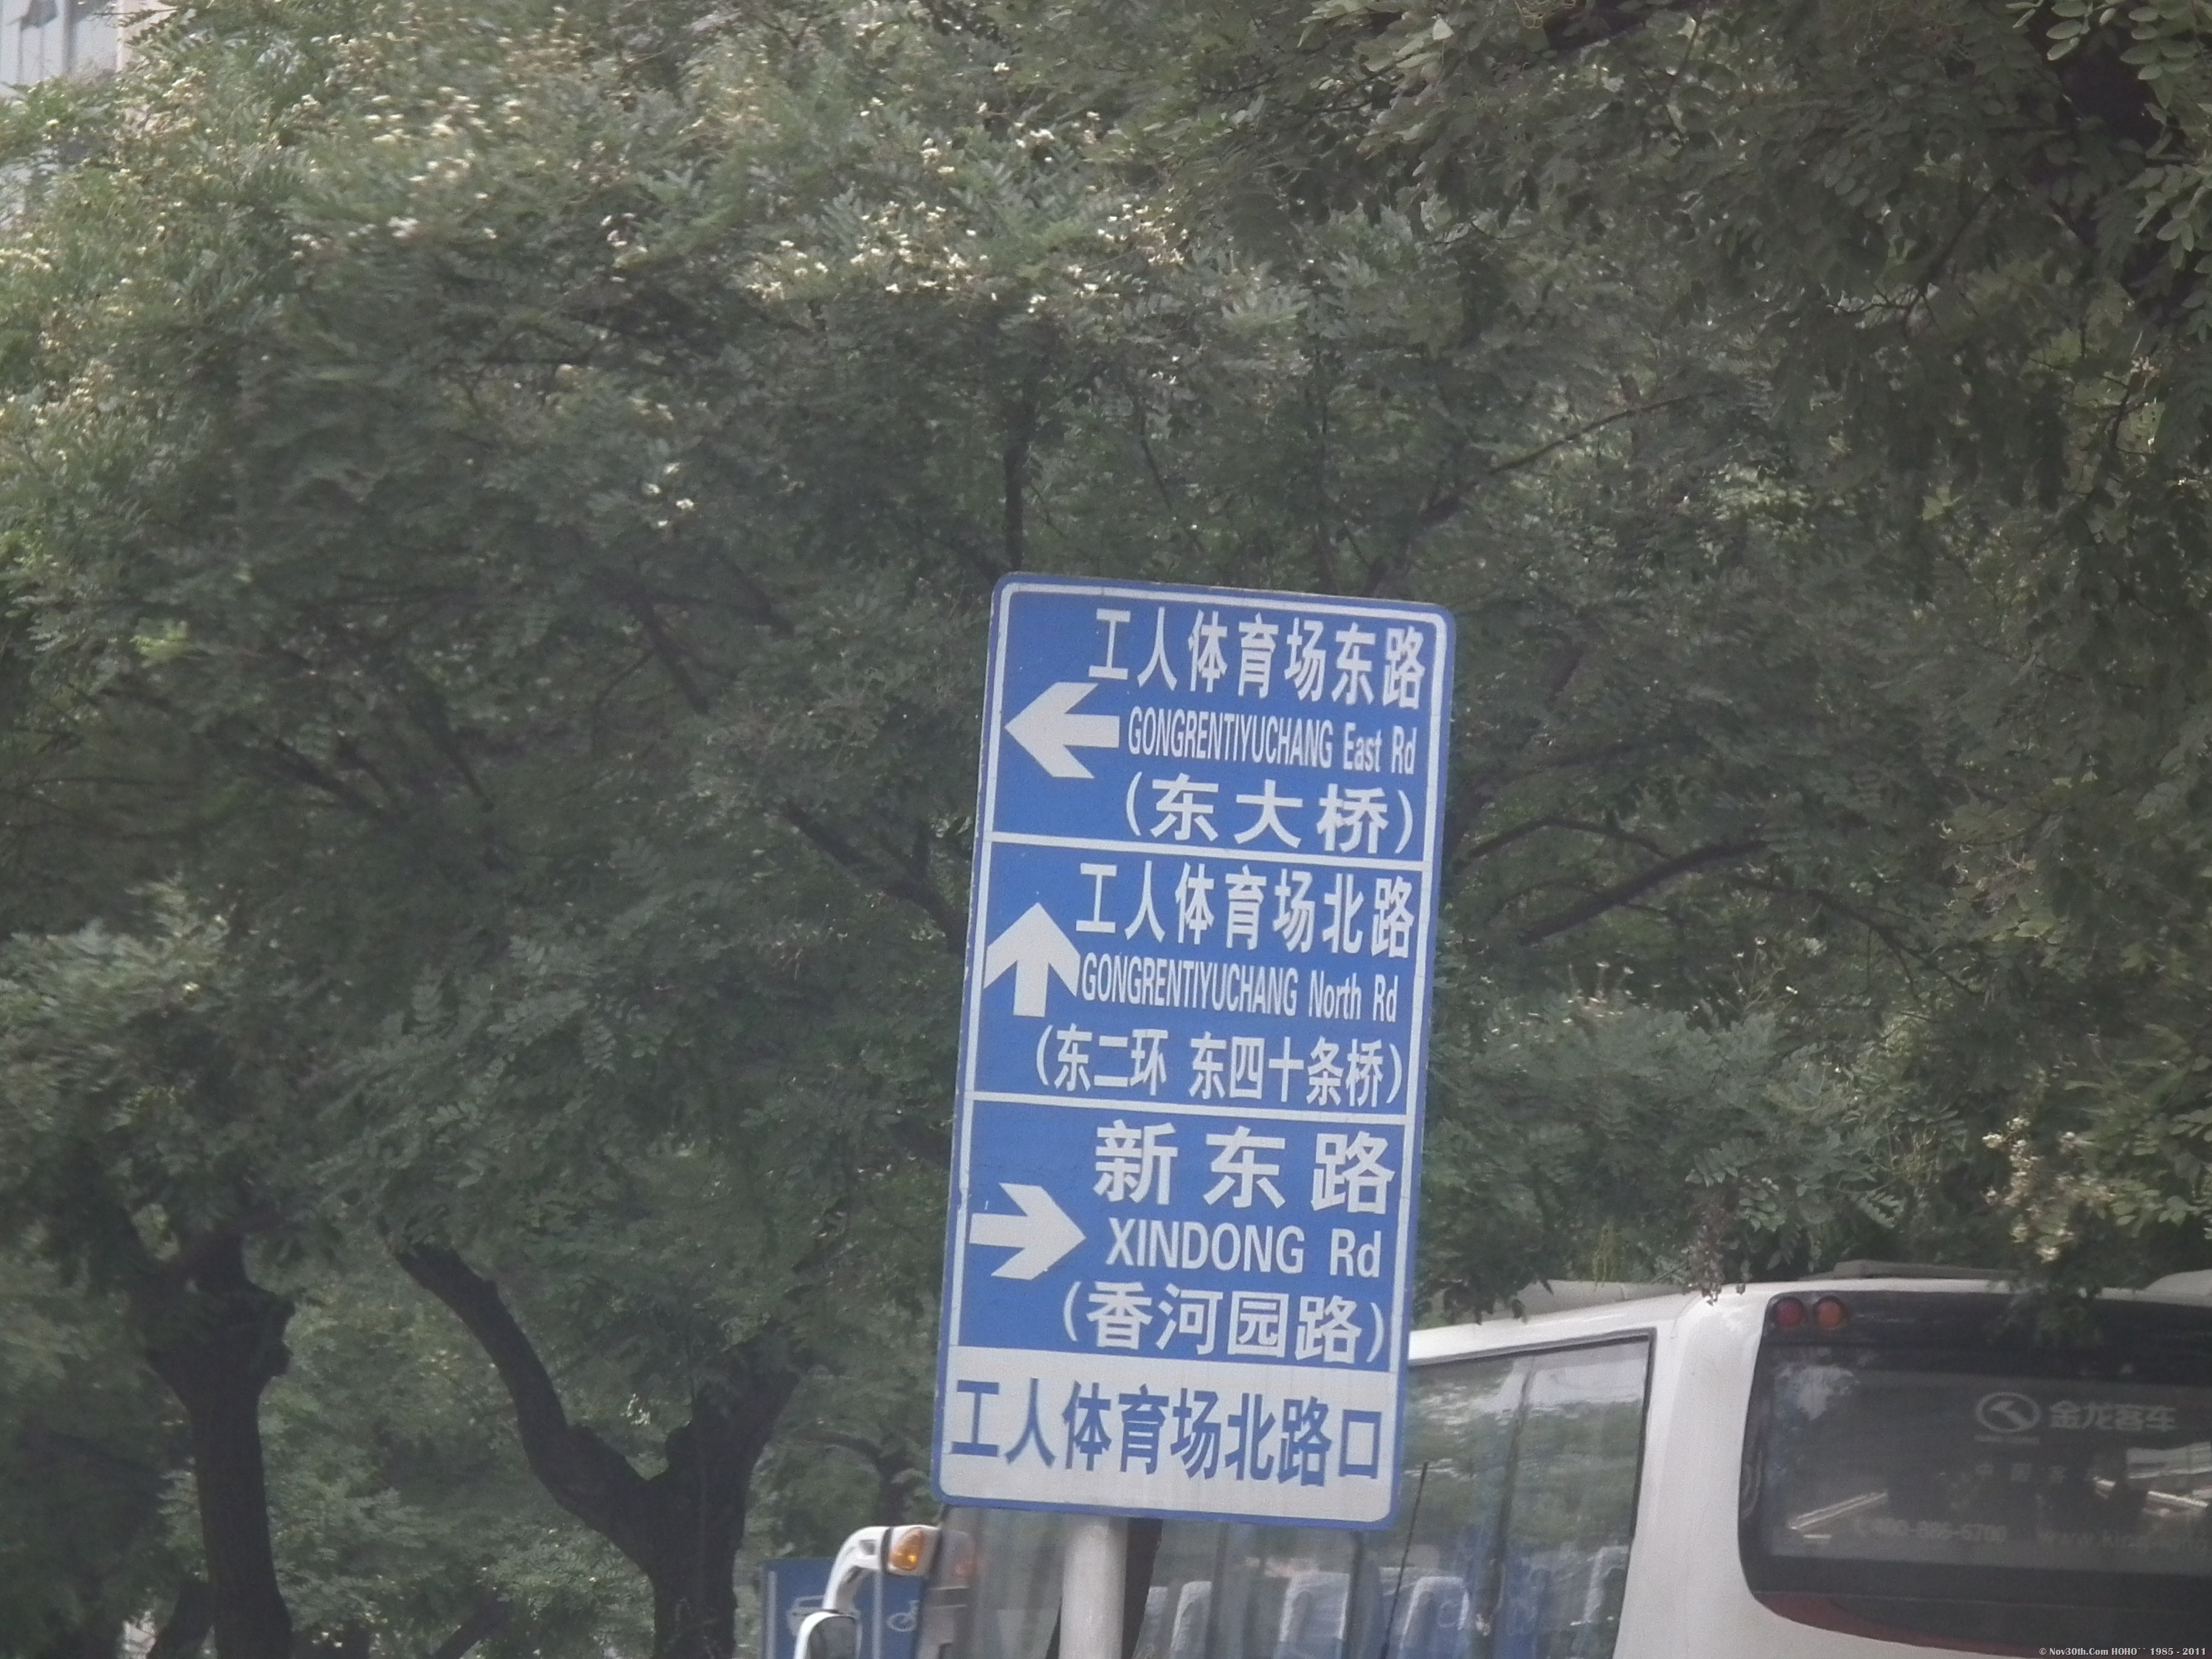 工人体育场东路
GONGRENTIYUCHANG East Rd
(东大桥)
工人体育场北路
GONGRENTIYUCHANG North Rd
(东二环 东四十条桥)
新东路
XINDONG Rd
(香河园路)
工人体育场北路口
金龙客车
© Nov30th.Com HOHO`` 1985 - 2011